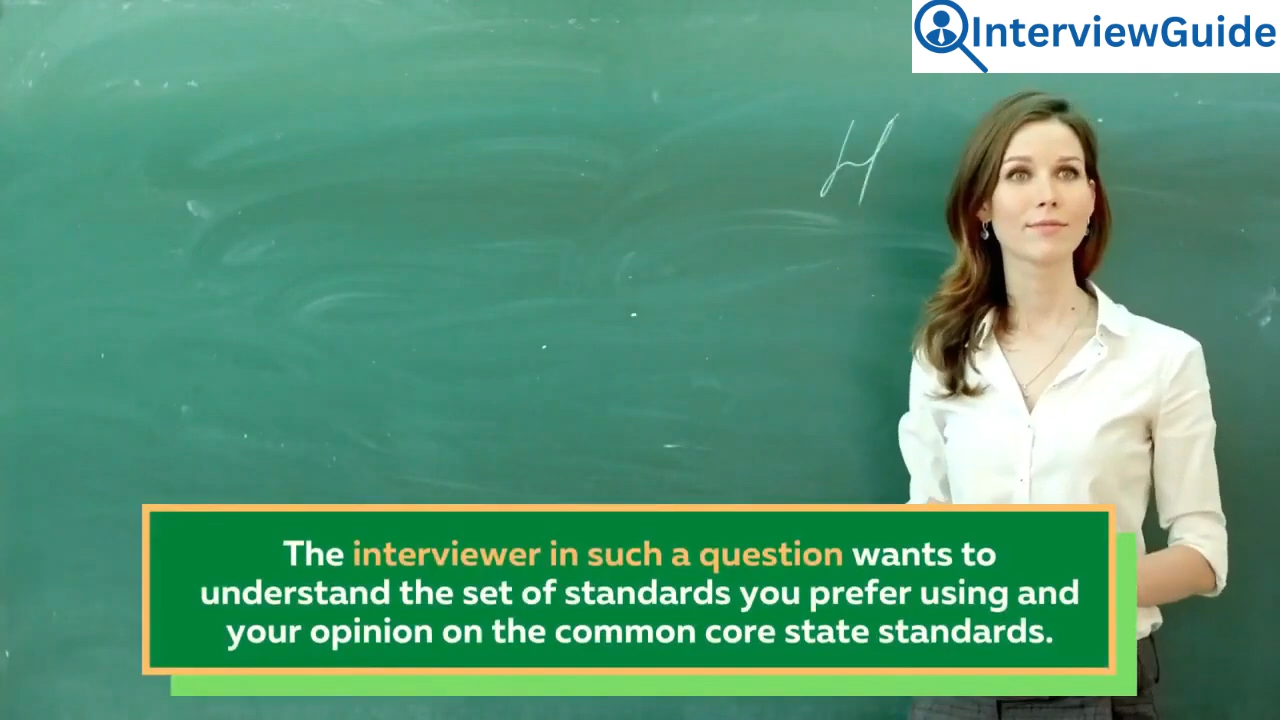 InterviewGuide
H
The interviewer in such a question wants to
understand the set of standards you prefer using and
your opinion on the common core state standards.